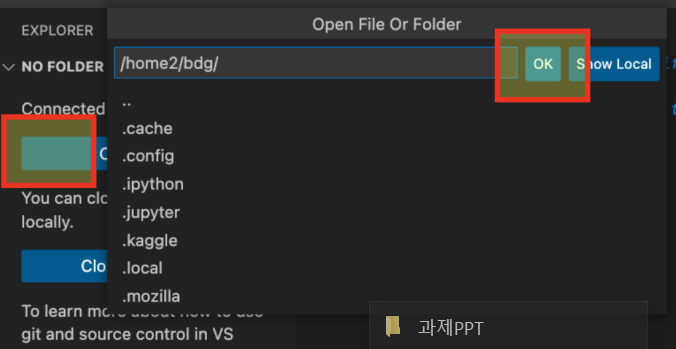 EXPLORER
Open File Or Folder
NO FOLDER
/home2/bdg/
OK
Show Local
Connected
..
.cache
.config
.ipython
.jupyter
.kaggle
.local
.mozilla
You can clo
locally.
Clo
To learn more about how to use
git and source control in VS
과제PPT